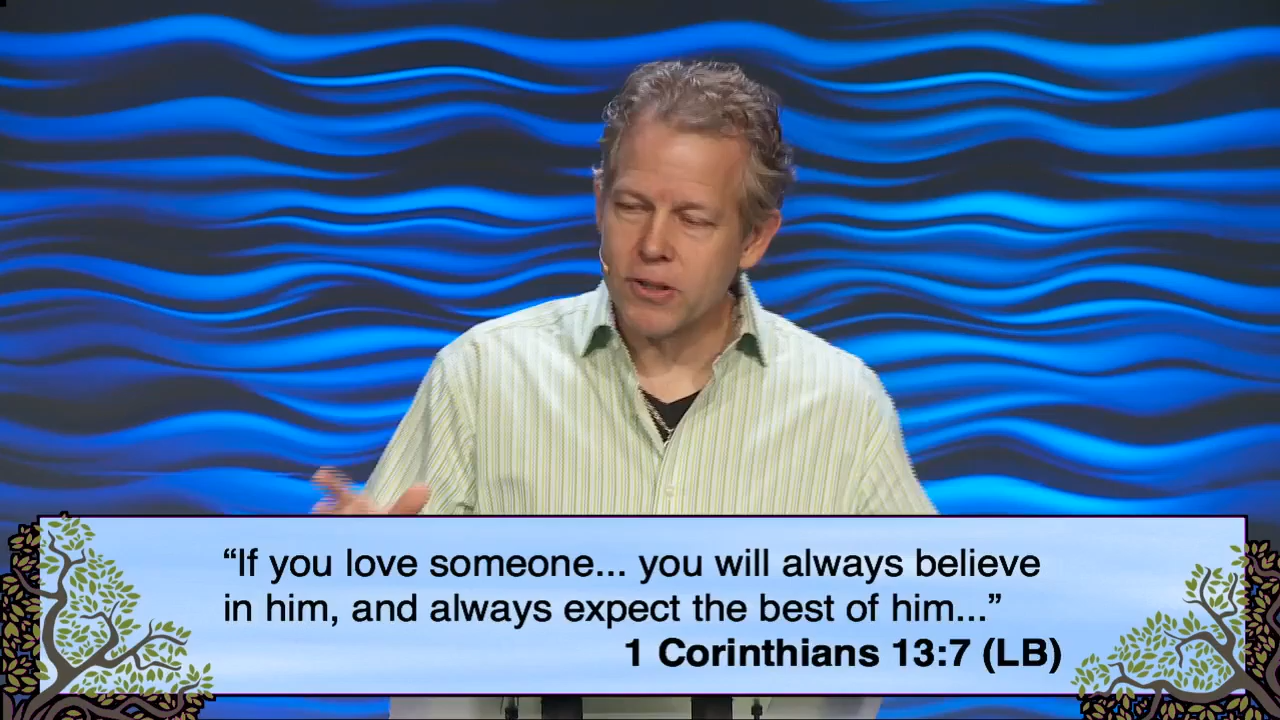 “If you love someone... you will always believe
in him, and always expect the best of him...”
1 Corinthians 13:7 (LB)